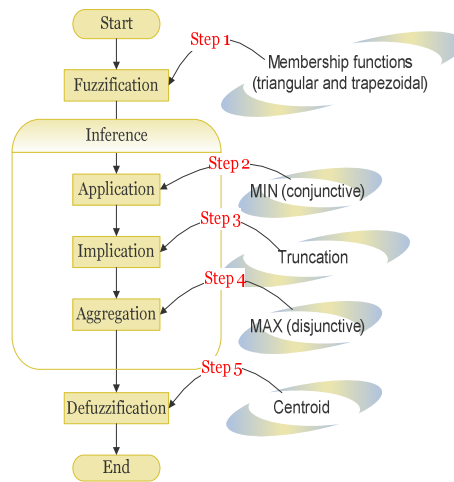 Start
Step 1
Membership functions
(triangular and trapezoidal)
Fuzzification
Inference
Step 2
Application
MIN (conjunctive)
Step 3
Implication
Truncation
Step 4
Aggregation
MAX (disjunctive)
Step 5
Defuzzification
Centroid
End